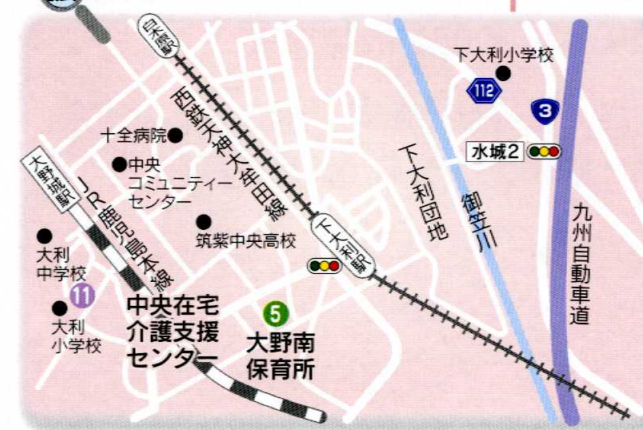 白木原駅
西鉄天神大牟田線
下大利小学校
112
3
水城2
十全病院
中央
コミュニティー
センター
大野城駅
JR鹿児島本線
筑紫中央高校
下大利団地
御笠川
九州自動車道
下大利駅
大利
中学校
11
大利
小学校
中央在宅
介護支援
センター
5
大野南
保育所